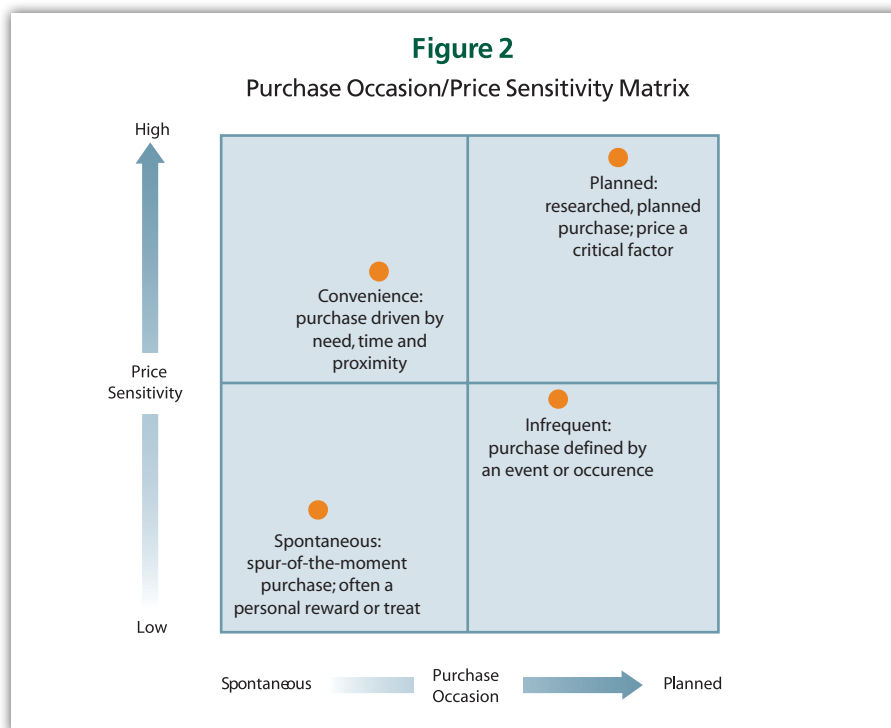 Figure 2
Purchase Occasion/Price Sensitivity Matrix
High
Planned:
researched, planned
purchase; price a
critical factor
Convenience:
purchase driven by
need, time and
proximity
Price
Sensitivity
Infrequent:
purchase defined by
an event or occurence
Spontaneous:
spur-of-the-moment
purchase; often a
personal reward or treat
Low
Spontaneous
Purchase
Occasion
Planned